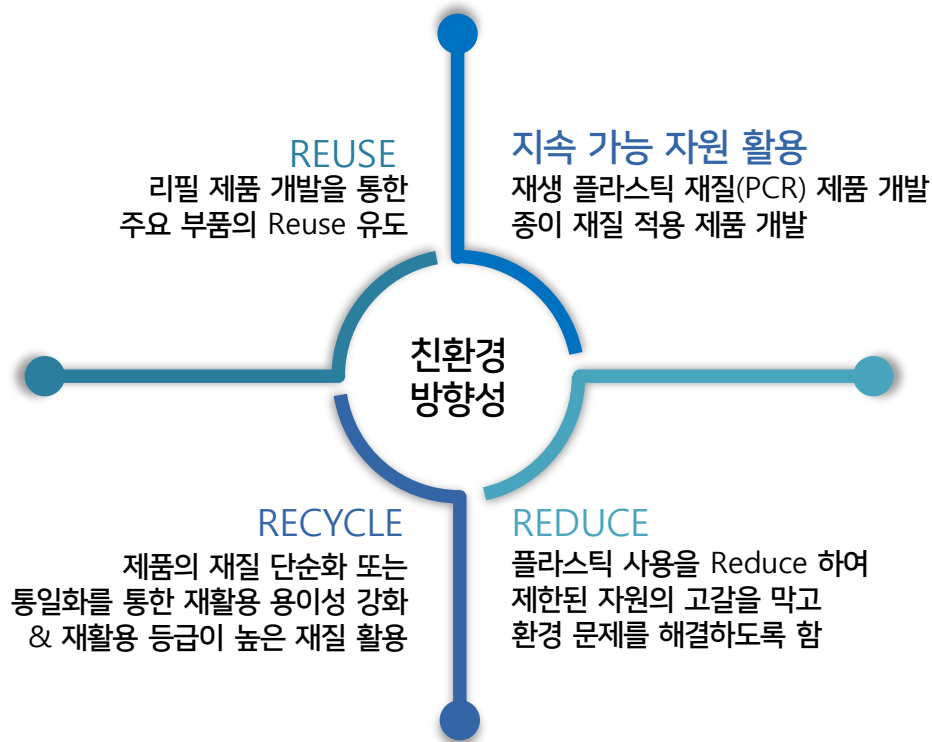 REUSE
리필 제품 개발을 통한
주요 부품의 Reuse 유도
지속 가능 자원 활용
재생 플라스틱 재질(PCR) 제품 개발
종이 재질 적용 제품 개발
친환경
방향성
RECYCLE
제품의 재질 단순화 또는
통일화를 통한 재활용 용이성 강화
& 재활용 등급이 높은 재질 활용
REDUCE
플라스틱 사용을 Reduce 하여
제한된 자원의 고갈을 막고
환경 문제를 해결하도록 함